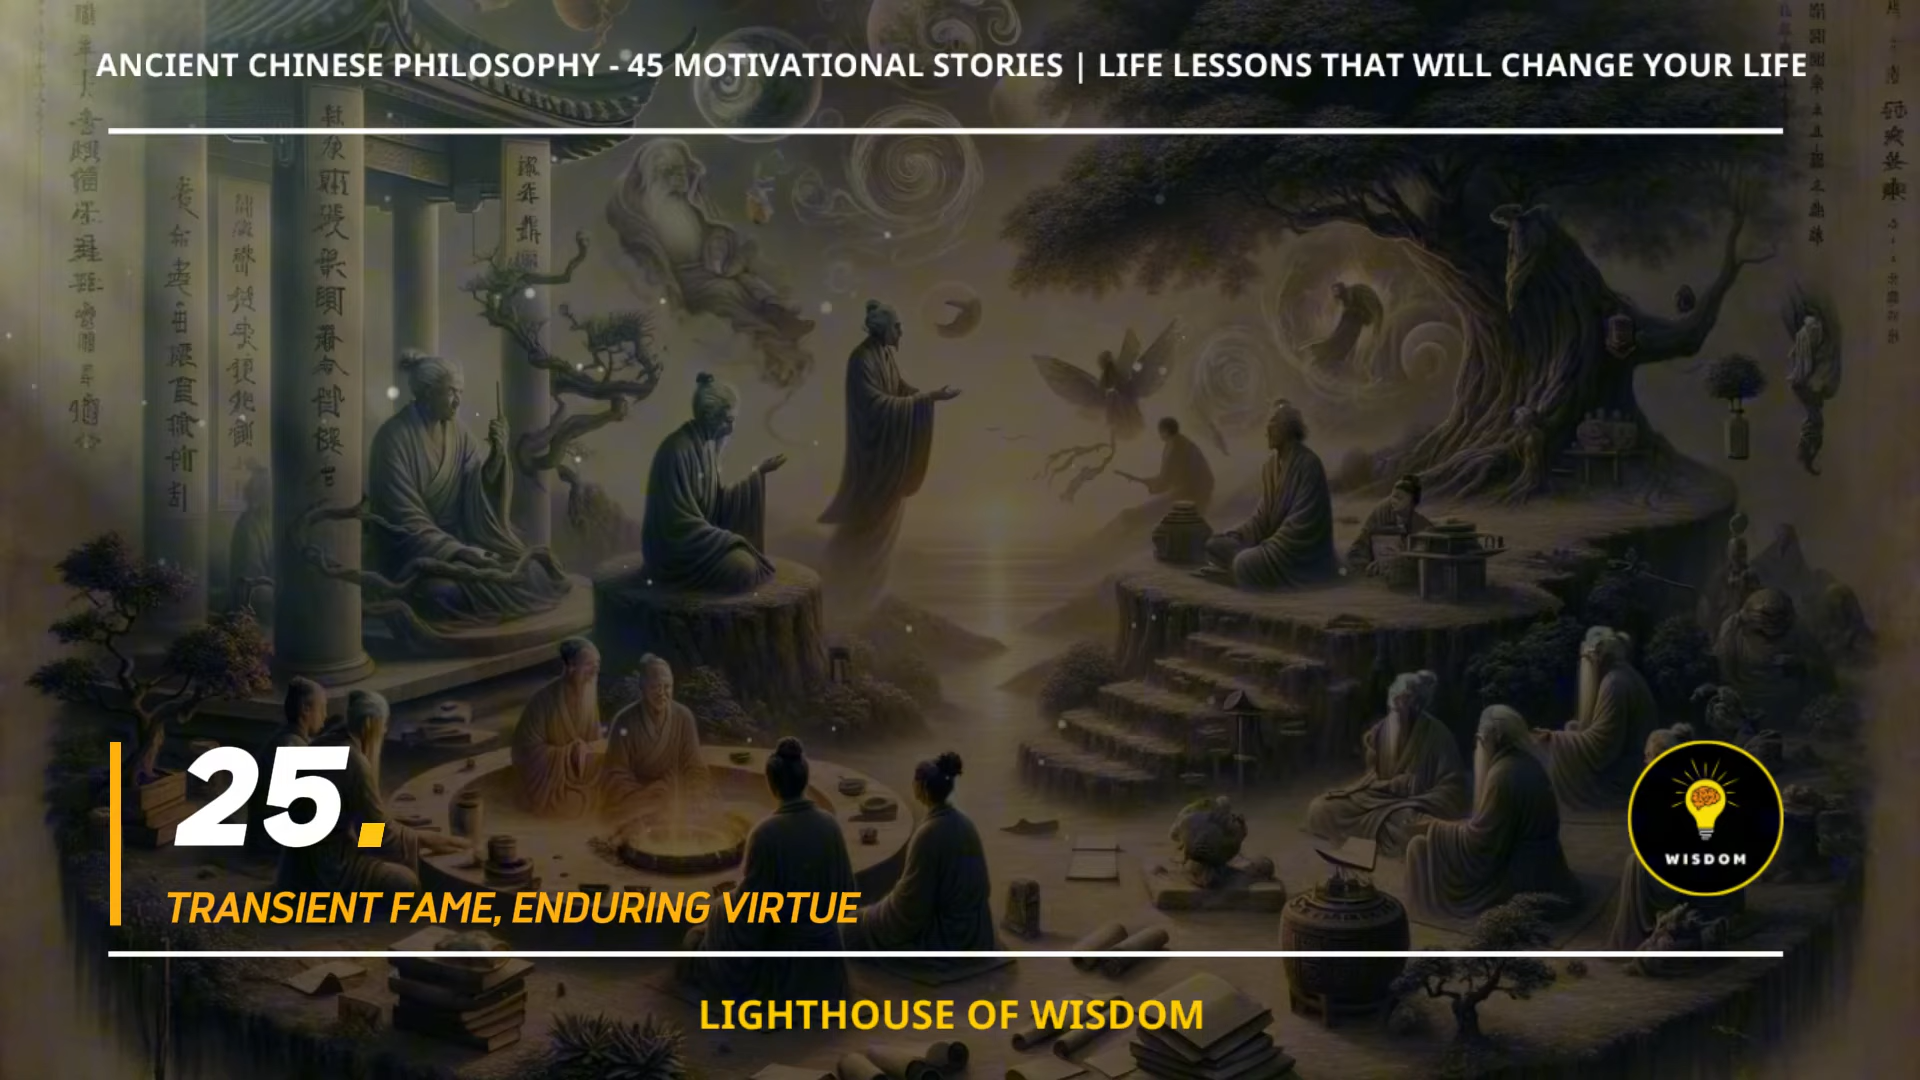 ANCIENT CHINESE PHILOSOPHY - 45 MOTIVATIONAL STORIES | LIFE LESSONS THAT WILL CHANGE YOUR LIFE
25.
TRANSIENT FAME, ENDURING VIRTUE
WISDOM
LIGHTHOUSE OF WISDOM